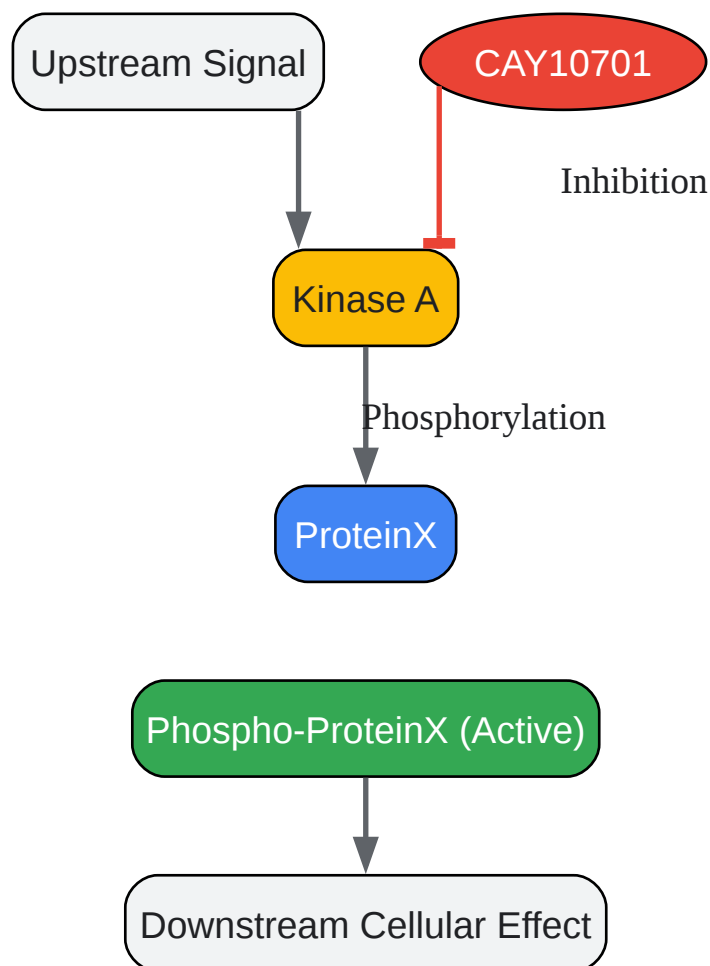 Upstream Signal
CAY10701
Inhibition
Kinase A
Phosphorylation
ProteinX
Phospho-ProteinX (Active)
Downstream Cellular Effect